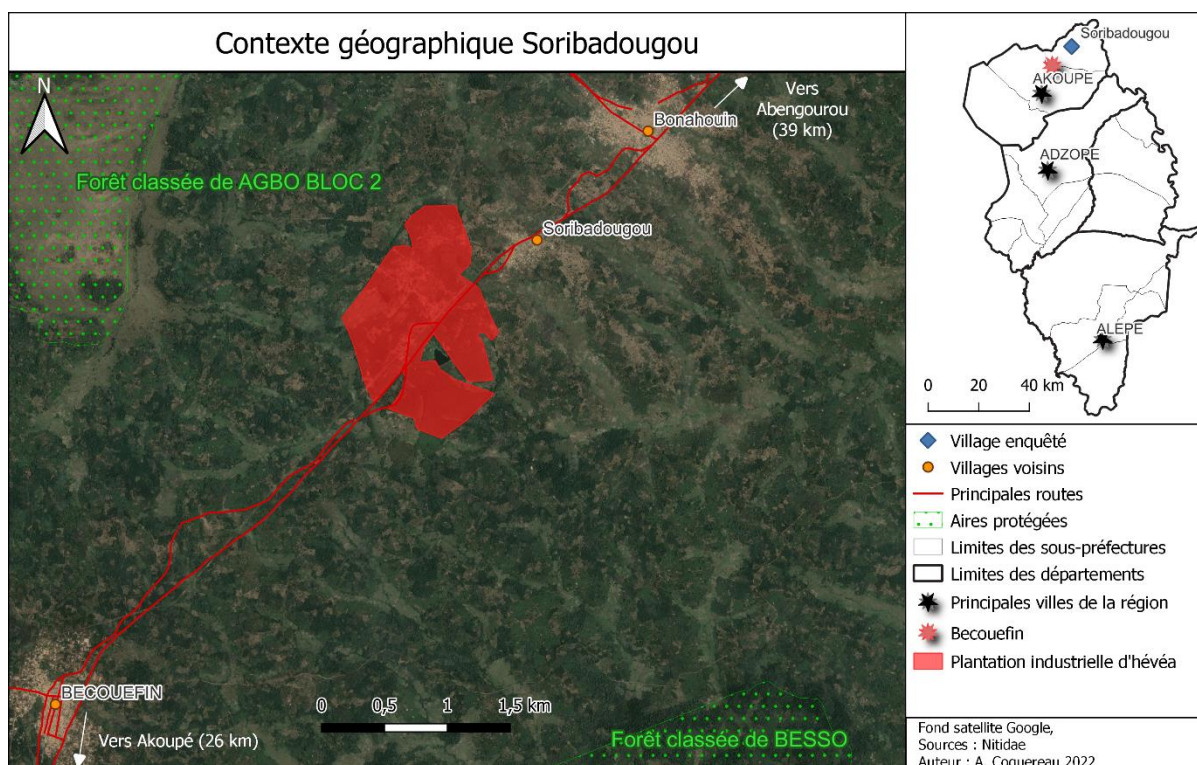 Contexte géographique Soribadougou
N
Vers
Abengourou
(39 km)
Bonahouin
Forêt classée de AGBO BLOC 2
Soribadougou
BECOUEFIN
Vers Akoupé (26 km)
0 0,5 1 1,5 km
Forêt classée de BESSO
Soribadougou
AKOUPE
ADZOPE
ALEPE
0 20 40 km
Village enquêté
Villages voisins
Principales routes
Aires protégées
Limites des sous-préfectures
Limites des départements
Principales villes de la région
Becouefin
Plantation industrielle d'hévéa
Fond satellite Google,
Sources : Nitidae
Auteur : A. Coquereau 2022